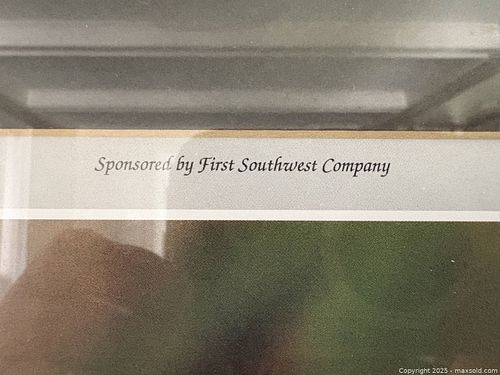 Sponsored by First Southwest Company
Copyright 2025 - maxsold.com